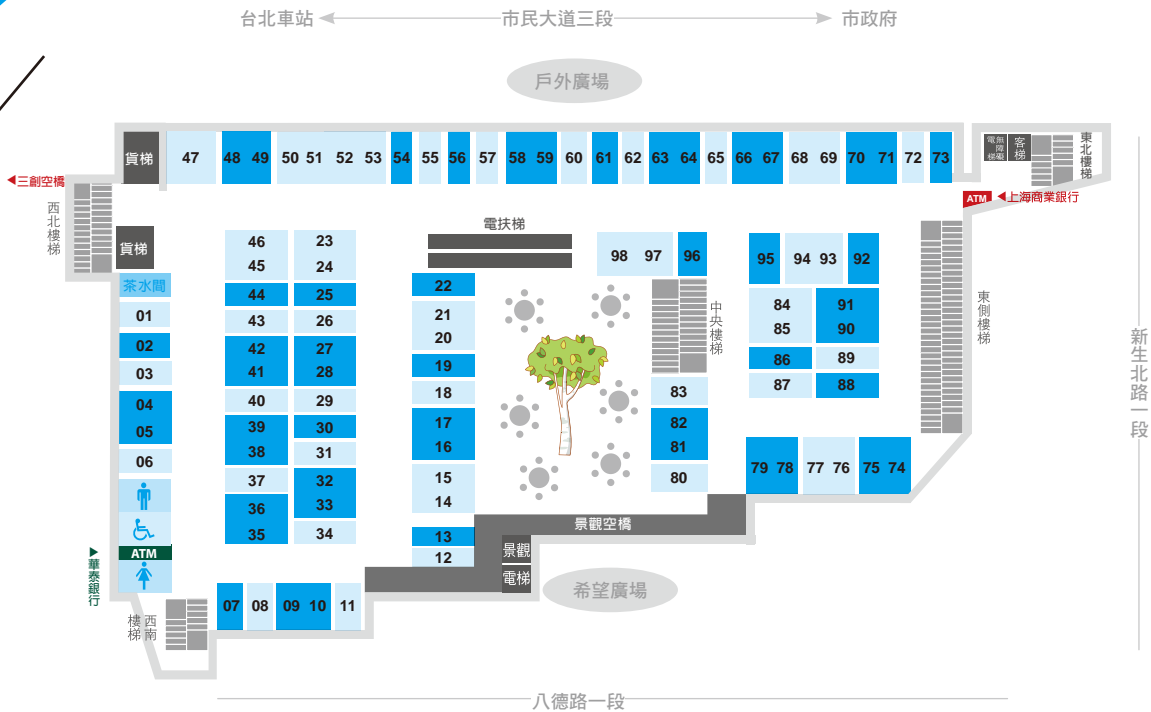 台北車站 市民大道三段 市政府
戶外廣場
貨梯 47 48 49 50 51 52 53 54 55 56 57 58 59 60 61 62 63 64 65 66 67 68 69 70 71 72 73
無障礙電梯
客梯
東北樓梯
三創空橋
西北樓梯
ATM 上海商業銀行
貨梯
電扶梯
茶水間
01
02
03
04
05
06
ATM
華泰銀行
西南樓梯
46 23
45 24
44 25
43 26
42 27
41 28
40 29
39 30
38 31
37 32
36 33
35 34
07 08 09 10 11
22
21
20
19
18
17
16
15
14
13
12
98 97 96
中央樓梯
83
82
81
80
95 94 93 92
84 91
85 90
86 89
87 88
79 78 77 76 75 74
東側樓梯
景觀空橋
景觀電梯
希望廣場
新生北路一段
八德路一段